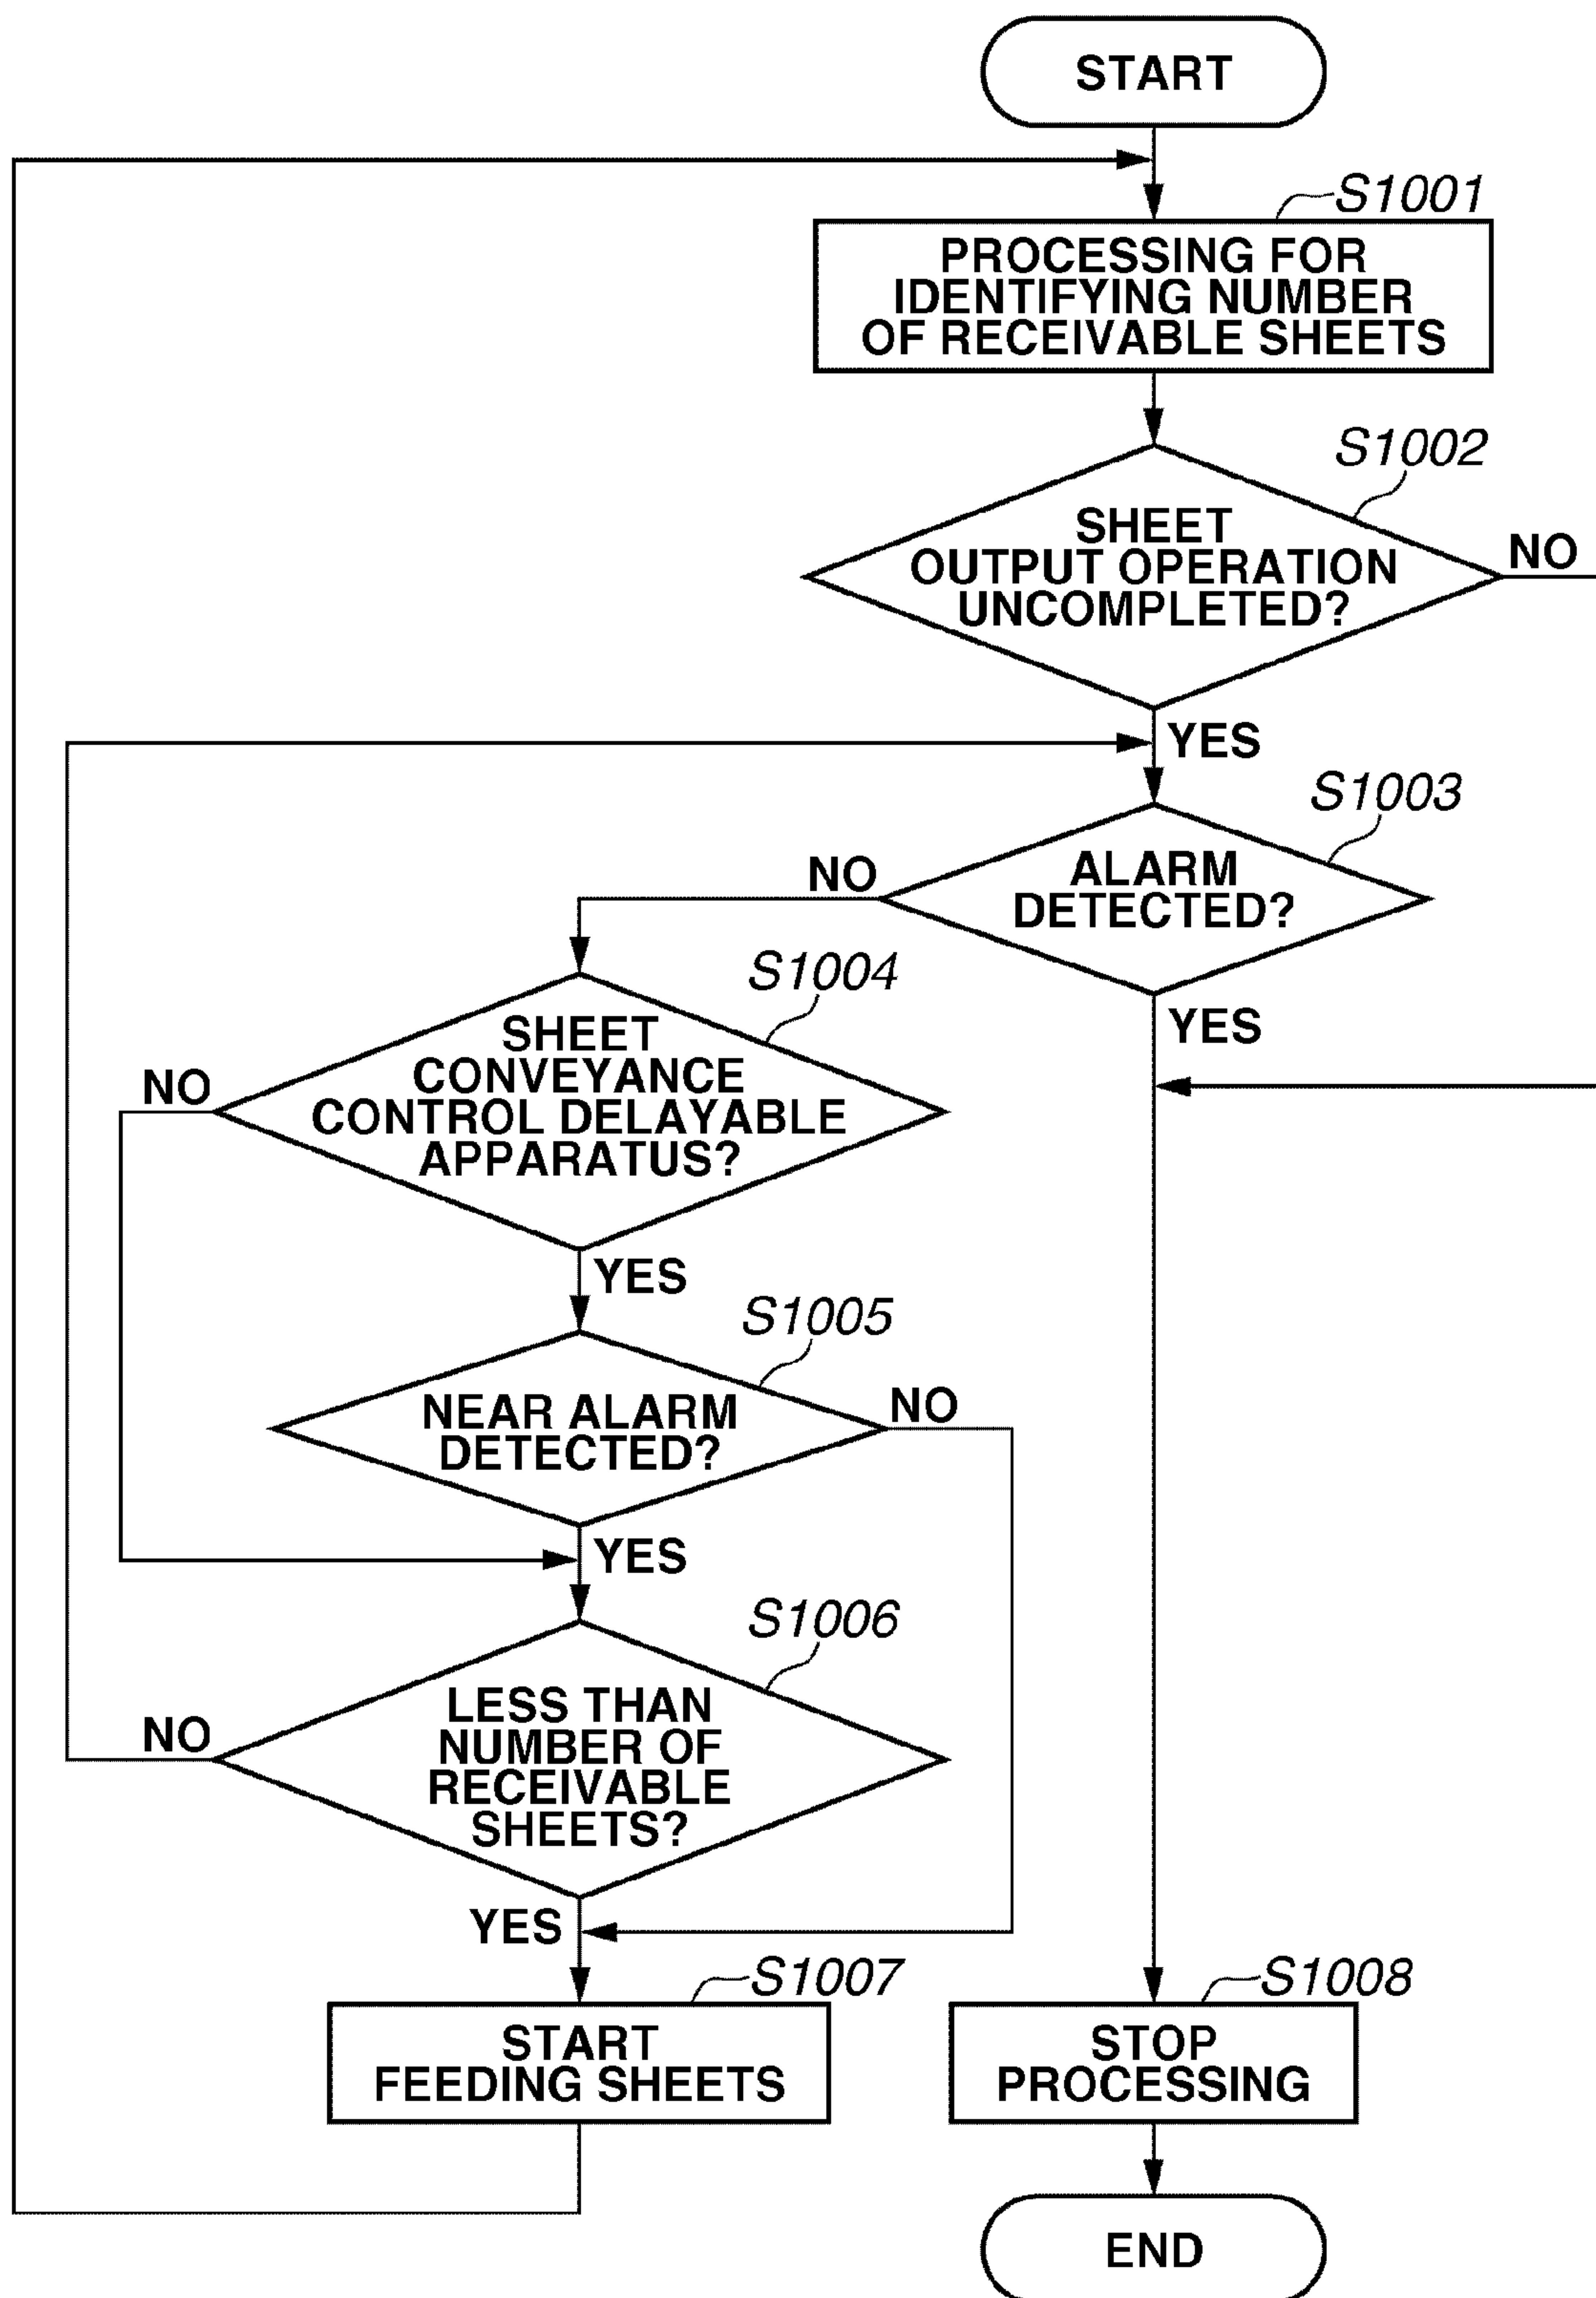 START
S1001
PROCESSING FOR
IDENTIFYING NUMBER
OF RECEIVABLE SHEETS
S1002
SHEET
OUTPUT OPERATION
UNCOMPLETED?
NO
YES
S1003
ALARM
DETECTED?
NO
YES
S1004
SHEET
CONVEYANCE
CONTROL DELAYABLE
APPARATUS?
NO
YES
S1005
NEAR ALARM
DETECTED?
NO
YES
S1006
LESS THAN
NUMBER OF
RECEIVABLE
SHEETS?
NO
YES
S1007
START
FEEDING SHEETS
S1008
STOP
PROCESSING
END